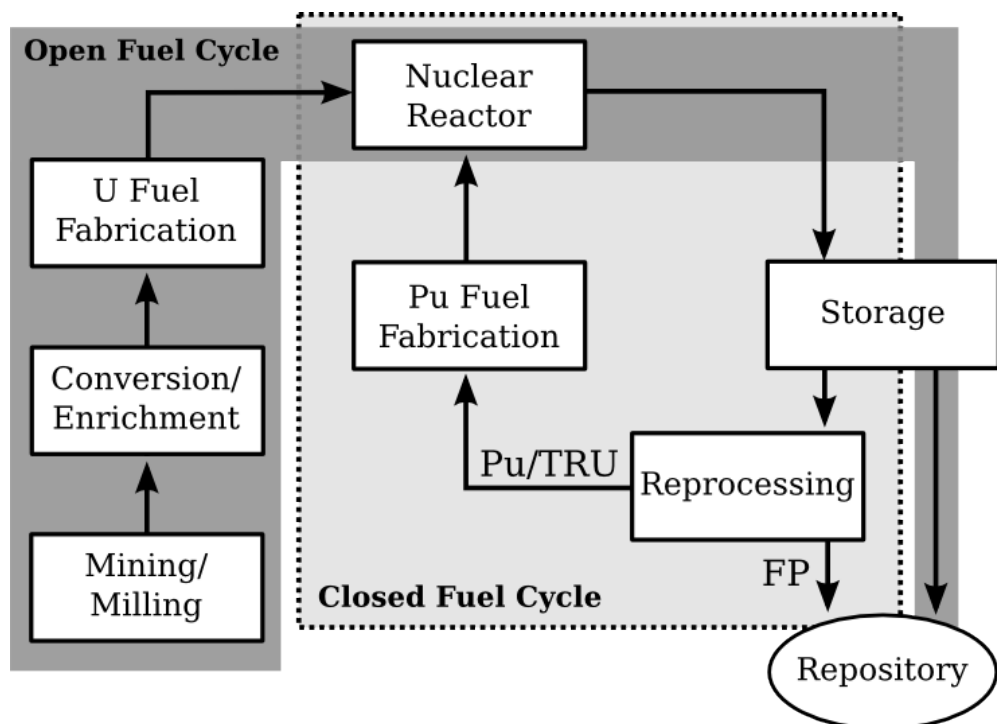 Open Fuel Cycle
Nuclear
Reactor
U Fuel
Fabrication
Pu Fuel
Fabrication
Storage
Conversion/
Enrichment
Pu/TRU
Reprocessing
Mining/
Milling
FP
Closed Fuel Cycle
Repository